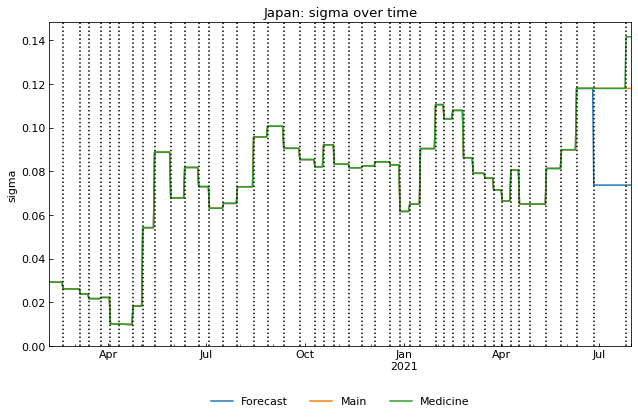 Japan: sigma over time
0.14
0.12
0.10
0.08
0.06
0.04
0.02
0.00
sigma
Apr Jul Oct Jan Apr Jul
2021
Forecast Main Medicine